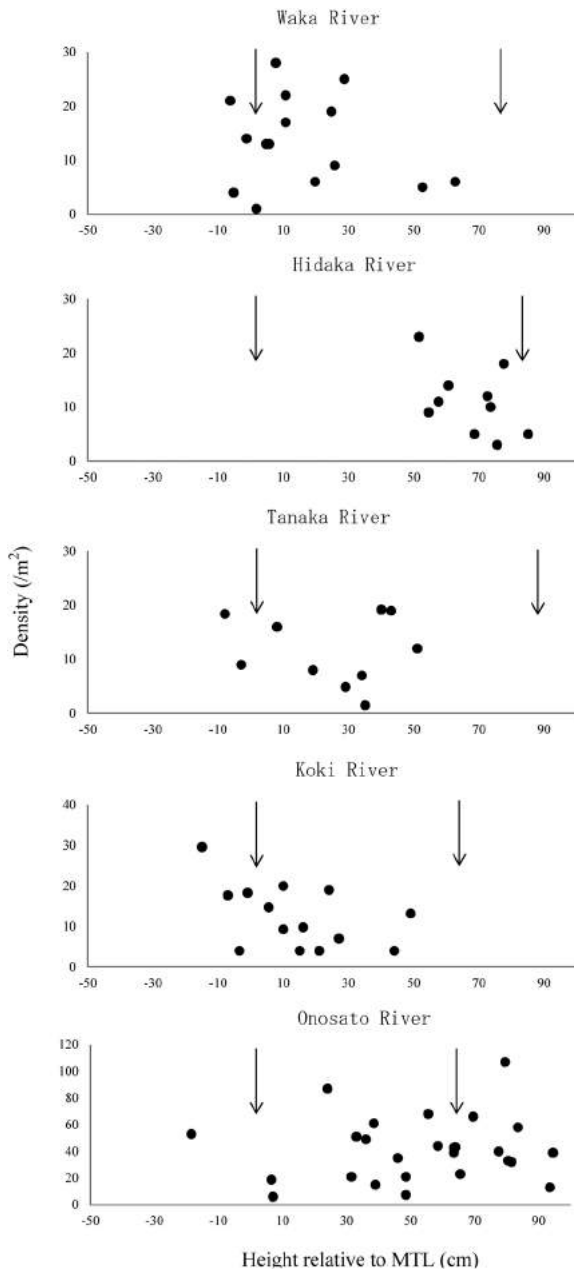 Waka River
30
20
10
0
-50 -30 -10 10 30 50 70 90
Hidaka River
30
20
10
0
-50 -30 -10 10 30 50 70 90
Tanaka River
Density (/m²)
30
20
10
0
-50 -30 -10 10 30 50 70 90
Koki River
40
30
20
10
0
-50 -30 -10 10 30 50 70 90
Onosato River
120
100
80
60
40
20
0
-50 -30 -10 10 30 50 70 90
Height relative to MTL (cm)